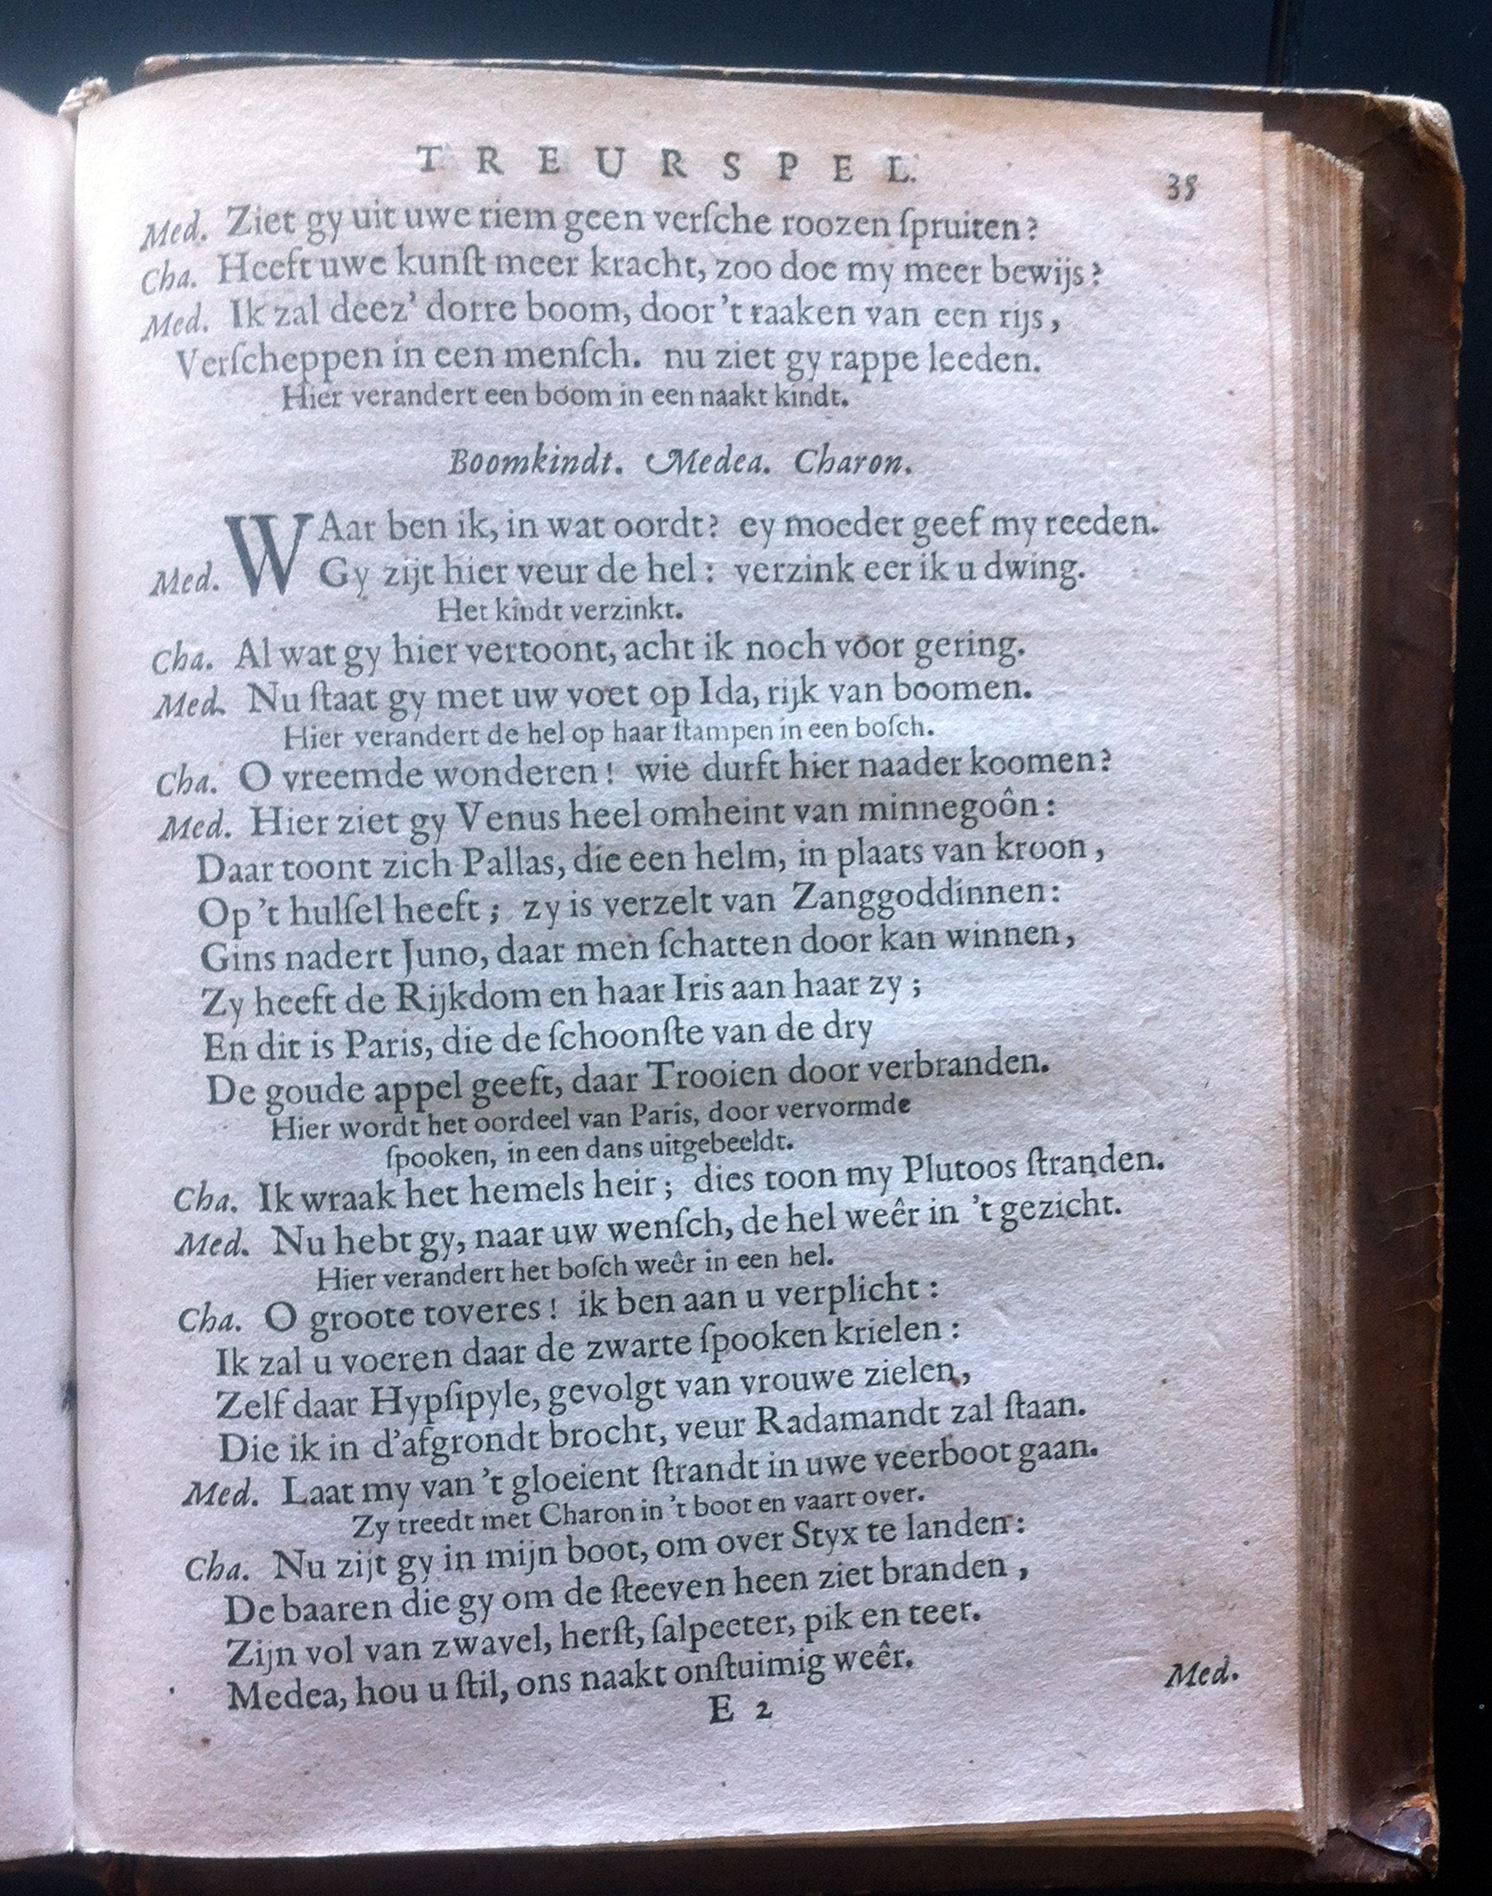 TREURSPEL. 35
Med. Ziet gy uit uwe riem geen verſche roozen ſpruiten?
Cha. Heeft uwe kunſt meer kracht, zoo doe my meer bewijs?
Med. Ik zal deez' dorre boom, door 't raaken van een rijs,
Verſcheppen in een menſch. nu ziet gy rappe leeden.
Hier verandert een boom in een naakt kindt.
Boomkindt. Medea. Charon.
WAar ben ik, in wat oordt? ey moeder geef my reeden.
Med. Gy zijt hier veur de hel: verzink eer ik u dwing.
Het kindt verzinkt.
Cha. Al wat gy hier vertoont, acht ik noch voor gering.
Med. Nu ſtaat gy met uw voet op Ida, rijk van boomen.
Hier verandert de hel op haar ſtampen in een boſch.
Cha. O vreemde wonderen! wie durft hier naader koomen?
Med. Hier ziet gy Venus heel omheint van minnegoôn:
Daar toont zich Pallas, die een helm, in plaats van kroon,
Op 't hulſel heeft; zy is verzelt van Zanggoddinnen:
Gins nadert Juno, daar men ſchatten door kan winnen,
Zy heeft de Rijkdom en haar Iris aan haar zy;
En dit is Paris, die de ſchoonſte van de dry
De goude appel geeft, daar Trooien door verbranden.
Hier wordt het oordeel van Paris, door vervormde
ſpooken, in een dans uitgebeeldt.
Cha. Ik wraak het hemels heir; dies toon my Plutoos ſtranden.
Med. Nu hebt gy, naar uw wenſch, de hel weêr in 't gezicht.
Hier verandert het boſch weêr in een hel.
Cha. O groote toveres! ik ben aan u verplicht:
Ik zal u voeren daar de zwarte ſpooken krielen:
Zelf daar Hypſipyle, gevolgt van vrouwe zielen,
Die ik in d'afgrondt brocht, veur Radamandt zal ſtaan.
Med. Laat my van 't gloeient ſtrandt in uwe veerboot gaan.
Zy treedt met Charon in 't boot en vaart over.
Cha. Nu zijt gy in mijn boot, om over Styx te landen:
De baaren die gy om de ſteeven heen ziet branden,
Zijn vol van zwavel, herſt, ſalpeeter, pik en teer.
Medea, hou u ſtil, ons naakt onſtuimig weêr.
E 2 Med.